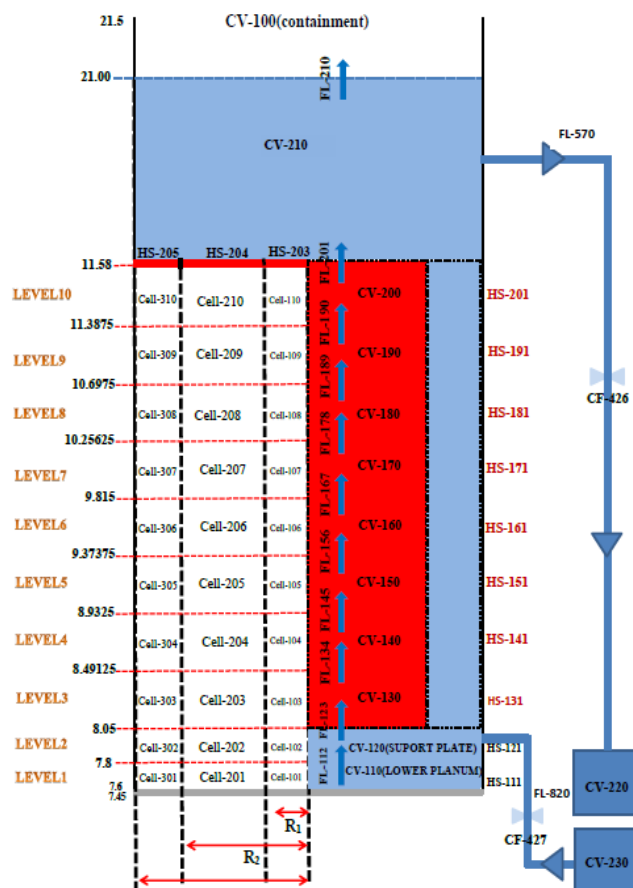 21.5
CV-100(containment)
FL-210
21.00
FL-570
CV-210
HS-205 HS-204 HS-203
FL-201
11.58
LEVEL10
Cell-310 Cell-210 Cell-110
CV-200
HS-201
FL-190
11.3875
LEVEL9
Cell-309 Cell-209 Cell-109
CV-190
HS-191
FL-189
CF-426
10.6975
LEVEL8
Cell-308 Cell-208 Cell-108
CV-180
HS-181
FL-178
10.25625
LEVEL7
Cell-307 Cell-207 Cell-107
CV-170
HS-171
FL-167
9.815
LEVEL6
Cell-306 Cell-206 Cell-106
CV-160
HS-161
FL-156
9.37375
LEVEL5
Cell-305 Cell-205 Cell-105
CV-150
HS-151
FL-145
8.9325
LEVEL4
Cell-304 Cell-204 Cell-104
CV-140
HS-141
FL-134
8.49125
LEVEL3
Cell-303 Cell-203 Cell-103
CV-130
HS-131
FL-123
8.05
LEVEL2
Cell-302 Cell-202 Cell-102
CV-120(SUPORT PLATE)
HS-121
FL-112
7.8
LEVEL1
Cell-301 Cell-201 Cell-101
CV-110(LOWER PLANUM)
HS-111
7.6
7.45
FL-820
CV-220
CF-427
CV-230
R1
R2